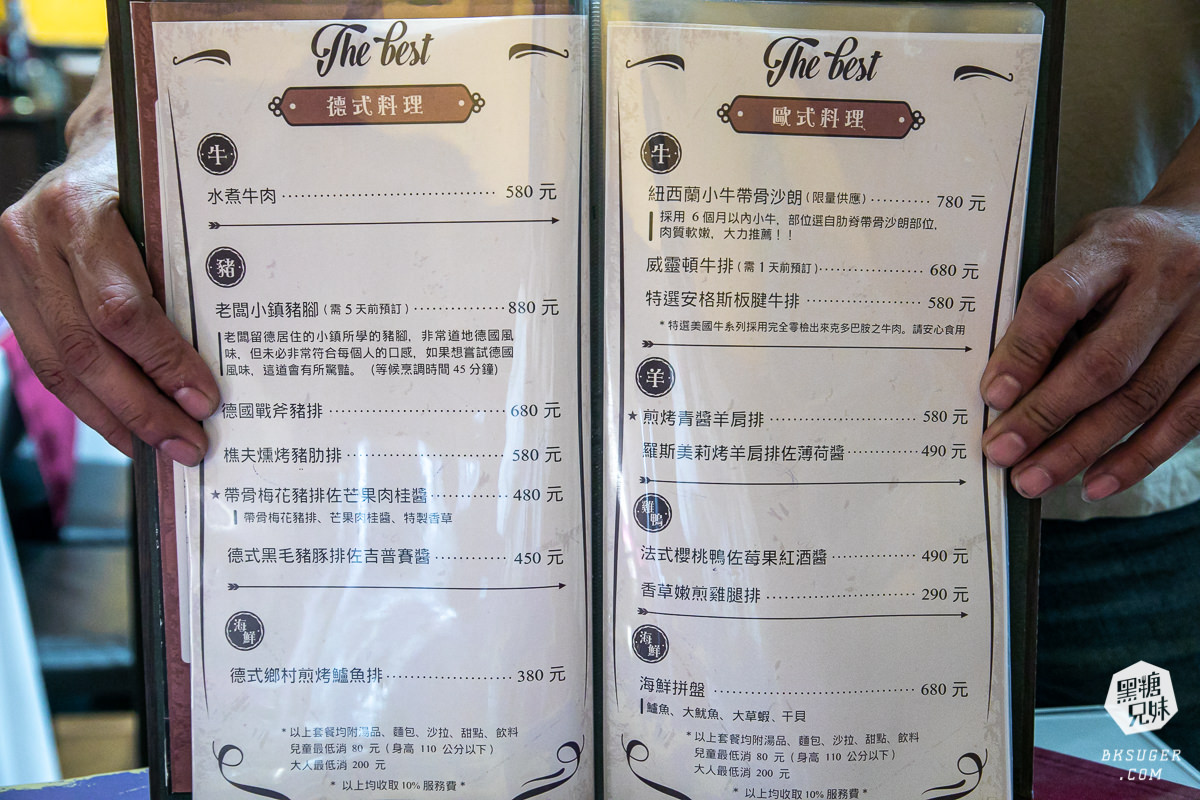 The best
德式料理
牛
水煮牛肉 580 元
豬
老闆小鎮豬腳(需5天前預訂) 880 元
老闆留德居住的小鎮所學的豬腳，非常道地德國風
味，但未必非常符合每個人的口感，如果想嘗試德國
風味，這道會有所驚豔。(等候烹調時間45分鐘)
德國戰斧豬排 680 元
樵夫燻烤豬肋排 580 元
★帶骨梅花豬排佐芒果肉桂醬 480 元
帶骨梅花豬排、芒果肉桂醬、特製香草
德式黑毛豬豚排佐吉普賽醬 450 元
海鮮
德式鄉村煎烤鱸魚排 380 元
*以上套餐均附湯品、麵包、沙拉、甜點、飲料
兒童最低消 80 元(身高 110 公分以下)
大人最低消 200 元
* 以上均收取10%服務費*
The best
歐式料理
牛
紐西蘭小牛帶骨沙朗(限量供應) 780 元
採用 6個月以內小牛，部位選自肋脊帶骨沙朗部位，
肉質軟嫩，大力推薦！！
威靈頓牛排(需1天前預訂) 680 元
特選安格斯板腱牛排 580 元
*特選美國牛系列採用完全零檢出來克多巴胺之牛肉。請安心食用
羊
★煎烤青醬羊肩排 580 元
羅斯美莉烤羊肩排佐薄荷醬 490 元
雞鴨
法式櫻桃鴨佐莓果紅酒醬 490 元
香草嫩煎雞腿排 290 元
海鮮
海鮮拼盤 680 元
鱸魚、大魷魚、大草蝦、干貝
*以上套餐均附湯品、麵包、沙拉、甜點、飲料
兒童最低消 80 元(身高 110 公分以下)
大人最低消 200 元
* 以上均收取10%服務費*
黑糖
兄妹
BKSUGER
.COM